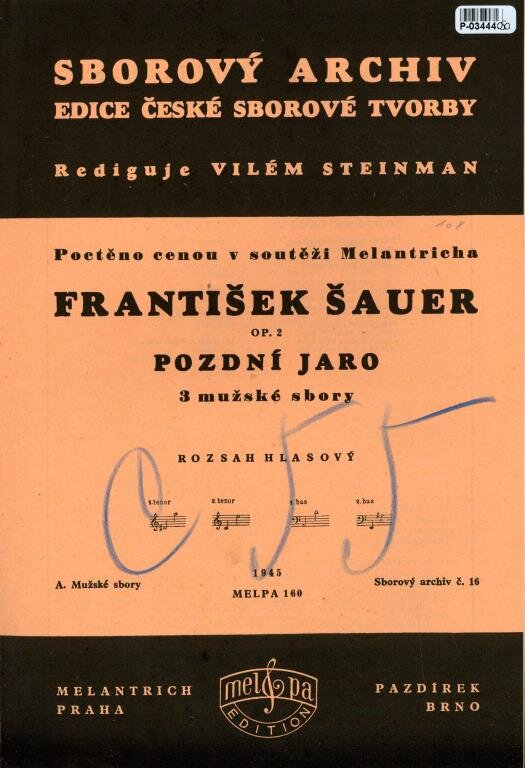 P-03444
SBOROVÝ ARCHIV
EDICE ČESKÉ SBOROVÉ TVORBY
Rediguje VILÉM STEINMAN
Poctěno cenou v soutěži Melantricha
FRANTIŠEK ŠAUER
OP. 2
POZDNÍ JARO
3 mužské sbory
ROZSAH HLASOVÝ
1.tenor 2.tenor 1.bas 2.bas
C 55
A. Mužské sbory
1945
MELPA 160
Sborový archiv č. 16
MELANTRICH
PRAHA
melpa
EDITION
PAZDÍREK
BRNO